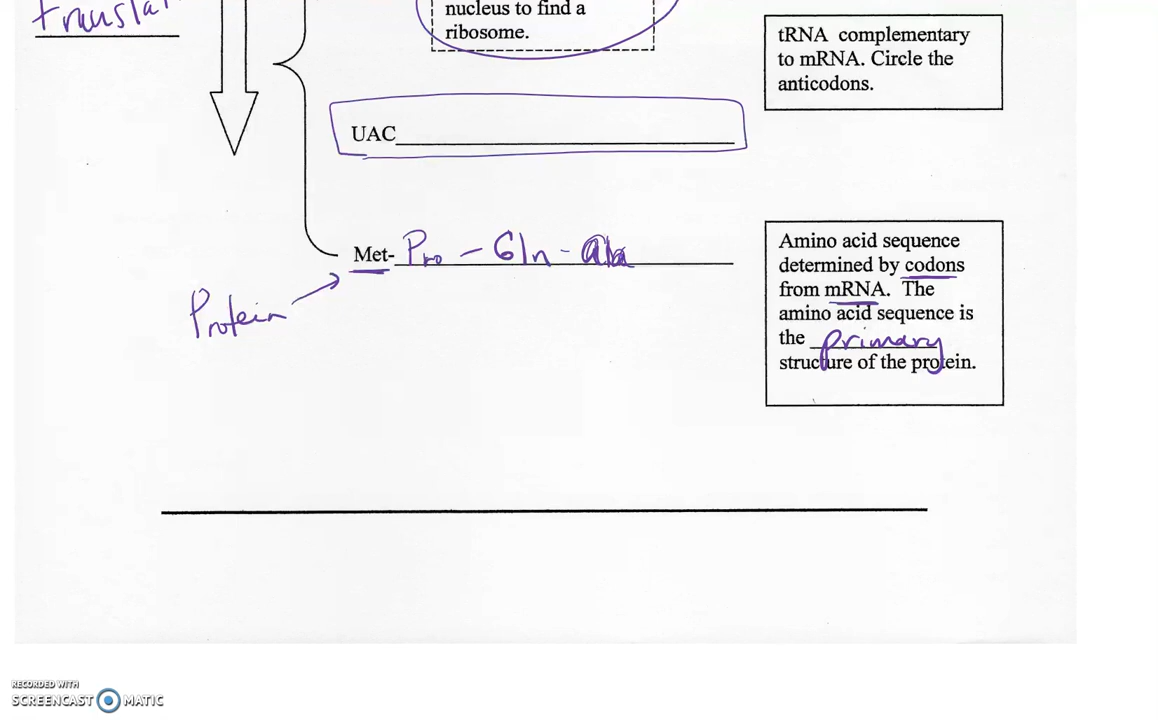 nucleus to find a
ribosome.
tRNA complementary
to mRNA. Circle the
anticodons.
UAC
Met- Pro - Gln - Ala
Protein
Amino acid sequence
determined by codons
from mRNA. The
amino acid sequence is
the primary
structure of the protein.
RECORDED WITH
SCREENCAST MATIC